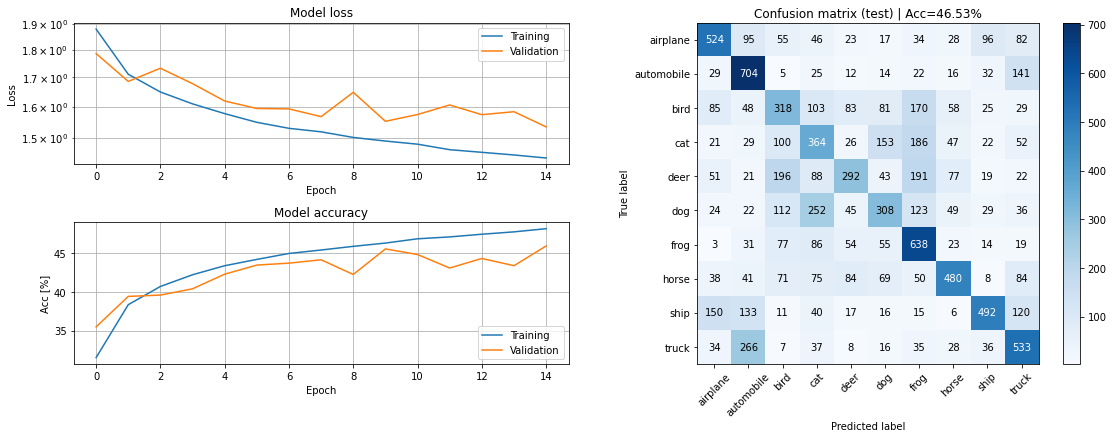 Model loss
1.9 × 10⁰
1.8 × 10⁰
1.7 × 10⁰
1.6 × 10⁰
1.5 × 10⁰
Loss
Training
Validation
0 2 4 6 8 10 12 14
Epoch
Model accuracy
45
40
35
Acc [%]
Training
Validation
0 2 4 6 8 10 12 14
Epoch
Confusion matrix (test) | Acc=46.53%
True label
airplane 524 95 55 46 23 17 34 28 96 82
automobile 29 704 5 25 12 14 22 16 32 141
bird 85 48 318 103 83 81 170 58 25 29
cat 21 29 100 364 26 153 186 47 22 52
deer 51 21 196 88 292 43 191 77 19 22
dog 24 22 112 252 45 308 123 49 29 36
frog 3 31 77 86 54 55 638 23 14 19
horse 38 41 71 75 84 69 50 480 8 84
ship 150 133 11 40 17 16 15 6 492 120
truck 34 266 7 37 8 16 35 28 36 533
airplane automobile bird cat deer dog frog horse ship truck
Predicted label
700
600
500
400
300
200
100